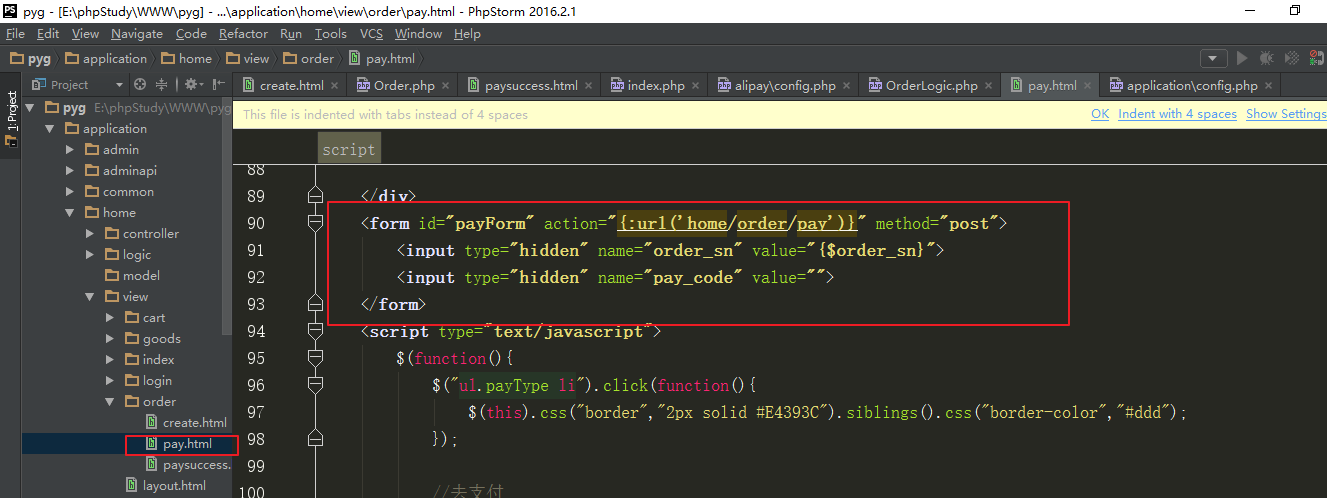 PS pyg - [E:\phpStudy\WWW\pyg] - ...\application\home\view\order\pay.html - PhpStorm 2016.2.1
File Edit View Navigate Code Refactor Run Tools VCS Window Help
pyg application home view order pay.html
Project create.html Order.php paysuccess.html index.php alipay\config.php OrderLogic.php pay.html application\config.php
1: Project
pyg E:\phpStudy\WWW\pyg
application
admin
adminapi
common
home
controller
logic
model
view
cart
goods
index
login
order
create.html
pay.html
paysuccess.
layout.html
This file is indented with tabs instead of 4 spaces OK Indent with 4 spaces Show Settings
script
88
89 </div>
90 <form id="payForm" action="{:url('home/order/pay')}" method="post">
91 <input type="hidden" name="order_sn" value="{$order_sn}">
92 <input type="hidden" name="pay_code" value="">
93 </form>
94 <script type="text/javascript">
95 $(function(){
96 $("ul.payType li").click(function(){
97 $(this).css("border","2px solid #E4393C").siblings().css("border-color","#ddd");
98 });
99
100 //去支付